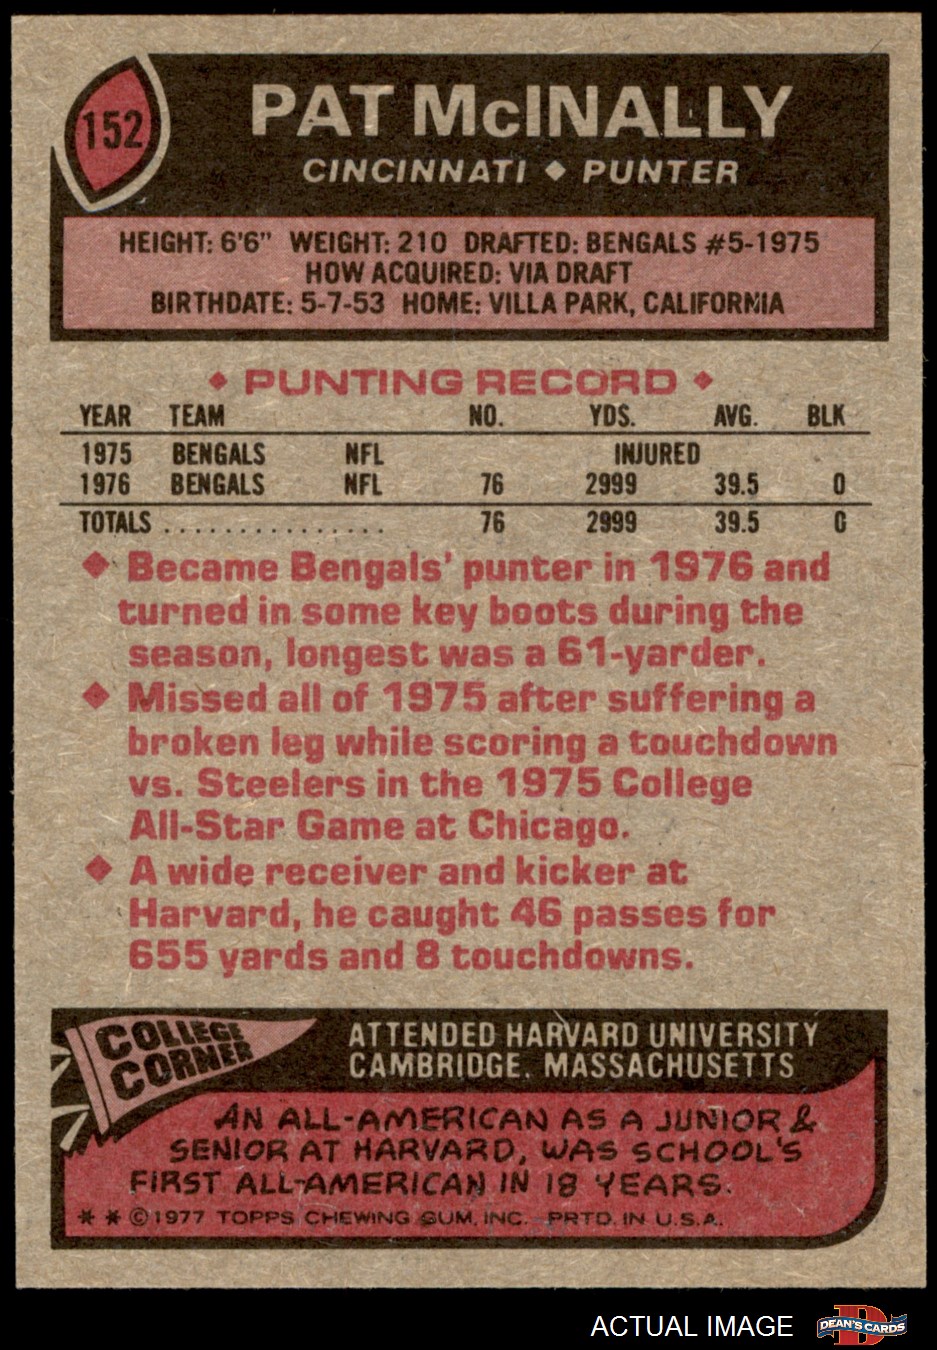 152
PAT McINALLY
CINCINNATI ◆ PUNTER
HEIGHT: 6'6" WEIGHT: 210 DRAFTED: BENGALS #5-1975
HOW ACQUIRED: VIA DRAFT
BIRTHDATE: 5-7-53 HOME: VILLA PARK, CALIFORNIA
◆ PUNTING RECORD ◆
YEAR TEAM NO. YDS. AVG. BLK
1975 BENGALS NFL INJURED
1976 BENGALS NFL 76 2999 39.5 0
TOTALS ............... 76 2999 39.5 0
◆ Became Bengals' punter in 1976 and
turned in some key boots during the
season, longest was a 61-yarder.
◆ Missed all of 1975 after suffering a
broken leg while scoring a touchdown
vs. Steelers in the 1975 College
All-Star Game at Chicago.
◆ A wide receiver and kicker at
Harvard, he caught 46 passes for
655 yards and 8 touchdowns.
COLLEGE
CORNER
ATTENDED HARVARD UNIVERSITY
CAMBRIDGE, MASSACHUSETTS
AN ALL-AMERICAN AS A JUNIOR &
SENIOR AT HARVARD, WAS SCHOOL'S
FIRST ALL-AMERICAN IN 18 YEARS.
* * © 1977 TOPPS CHEWING GUM, INC. PRTD. IN U.S.A.
ACTUAL IMAGE
D
DEAN'S CARDS